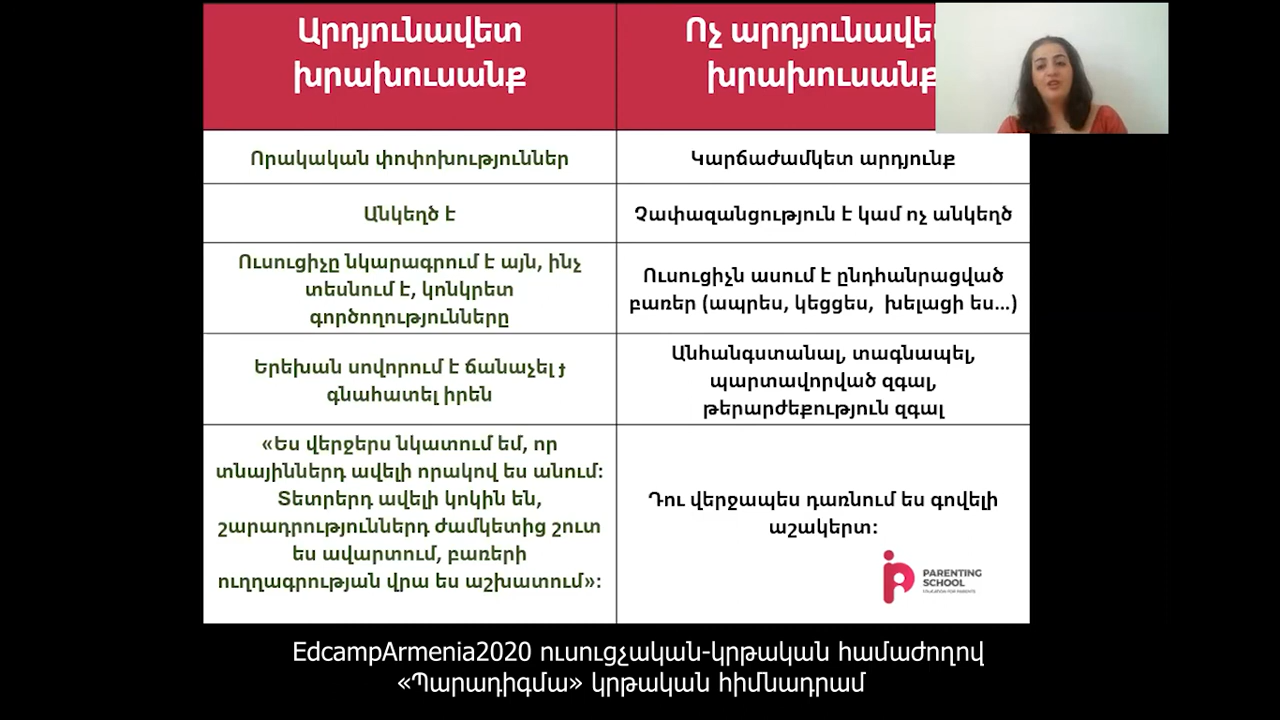 Արդյունավետ
խրախուսանք
Ոչ
խրախուսանք
Որակական փոփոխություններ
Կարճաժամկետ արդյունք
Անկեղծ է
Չափազանցություն է կամ ոչ անկեղծ
Ուսուցիչը նկարագրում է այն, ինչ
տեսնում է, կոնկրետ
գործողությունները
Ուսուցիչն ասում է ընդհանրացված
բառեր (ապրես, կեցցես, խելացի ես...)
Երեխան սովորում է ճանաչել
գնահատել իրեն
Անհանգստանալ, տագնապել,
պարտավորված զգալ,
թերարժեքություն զգալ
«Ես վերջերս նկատում եմ, որ
տնայիններդ ավելի որակով ես անում:
Տետրերդ ավելի կոկին են,
շարադրություններդ ժամկետից շուտ
ես ավարտում, բառերի
ուղղագրության վրա ես աշխատում»:
Դու վերջապես դառնում ես գովելի
աշակերտ:
PARENTING
SCHOOL
EDUCATION FOR PARENTS
EdcampArmenia2020 ուսուցչական-կրթական համաժողով
«Պարադիգմա» կրթական հիմնադրամ